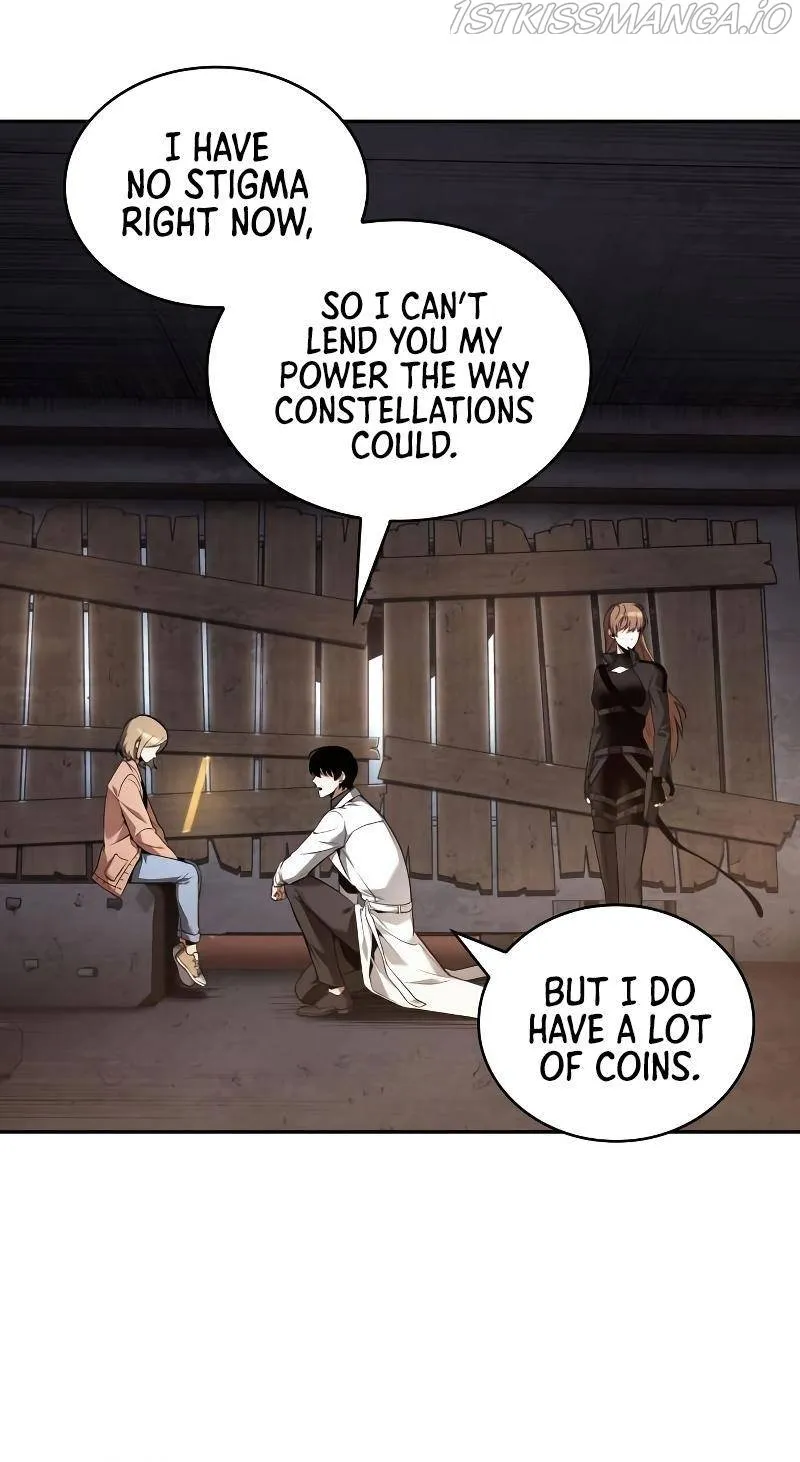 1STKISSMANGA.IO
I HAVE
NO STIGMA
RIGHT NOW,
SO I CAN'T
LEND YOU MY
POWER THE WAY
CONSTELLATIONS
COULD.
BUT I DO
HAVE A LOT
OF COINS.